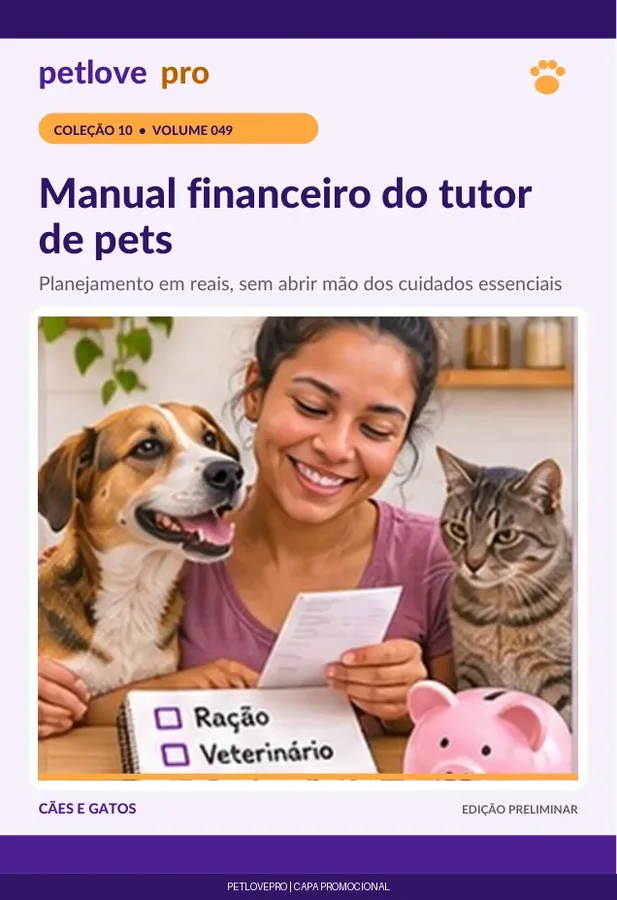 petlove pro
COLEÇÃO 10 • VOLUME 049
Manual financeiro do tutor
de pets
Planejamento em reais, sem abrir mão dos cuidados essenciais
Ração
Veterinário
CÃES E GATOS
EDIÇÃO PRELIMINAR
PETLOVEPRO | CAPA PROMOCIONAL